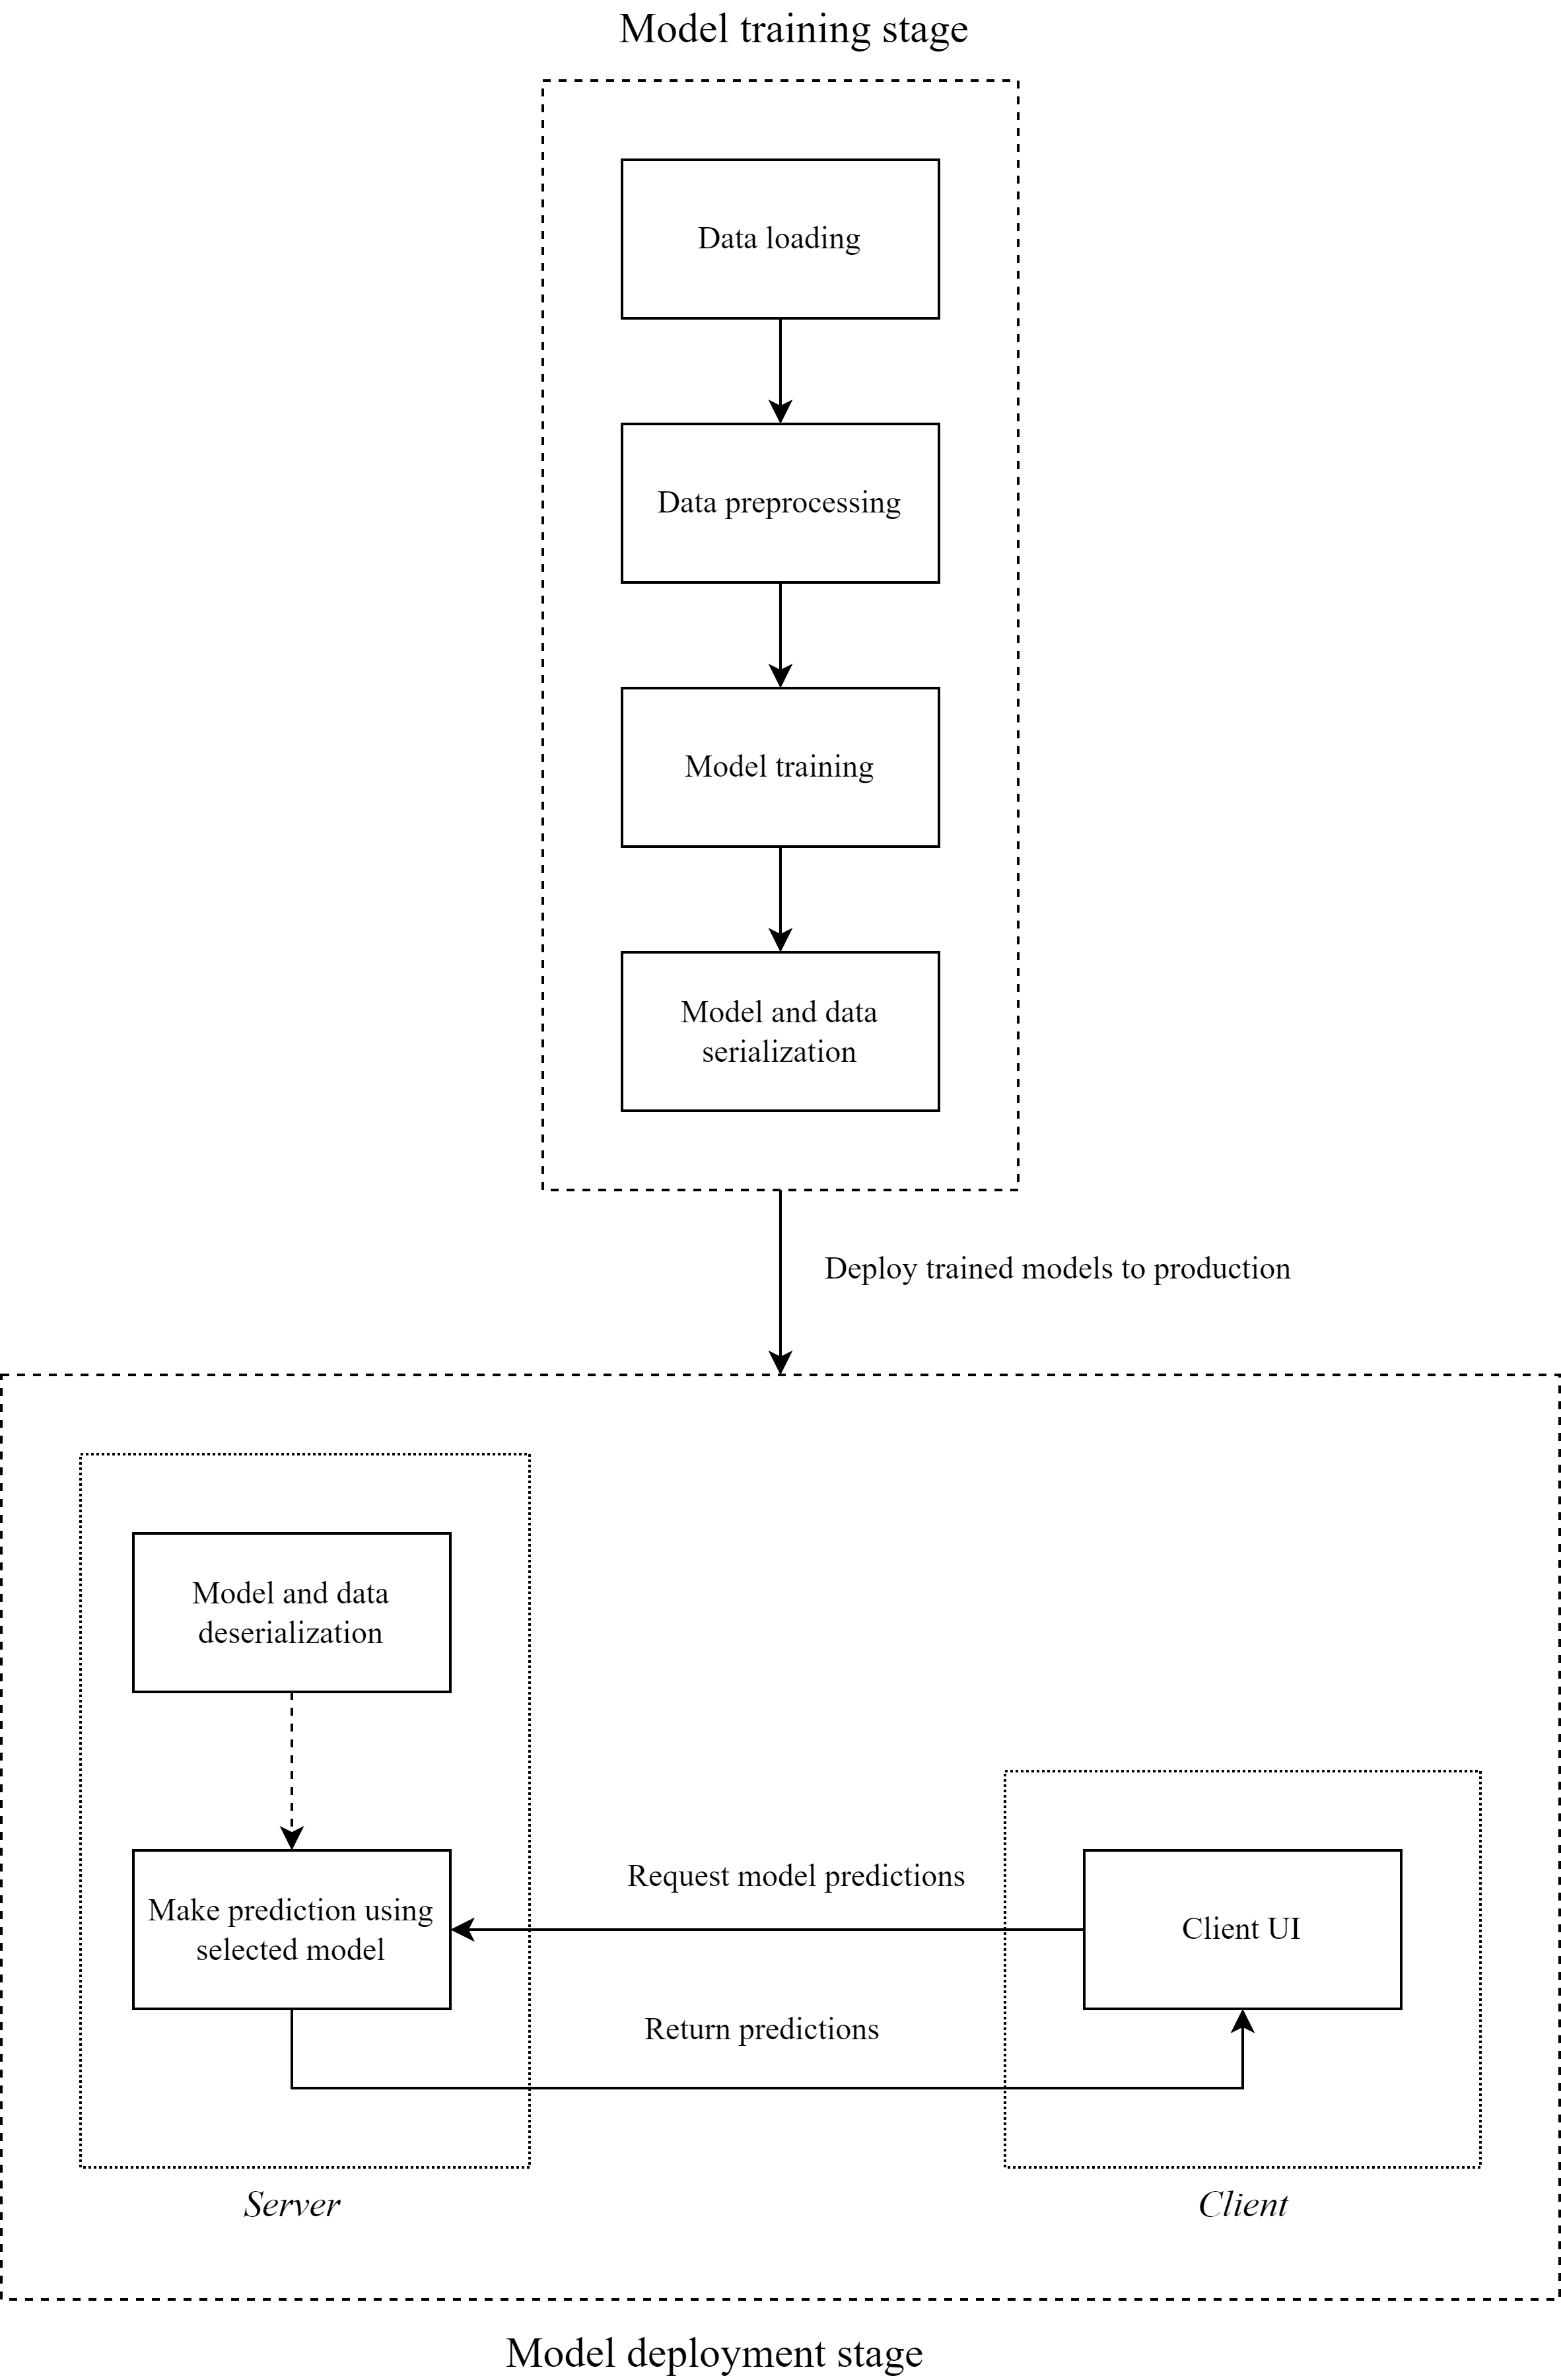 Model training stage
Data loading
Data preprocessing
Model training
Model and data
serialization
Deploy trained models to production
Model and data
deserialization
Make prediction using
selected model
Request model predictions
Client UI
Return predictions
Server
Client
Model deployment stage